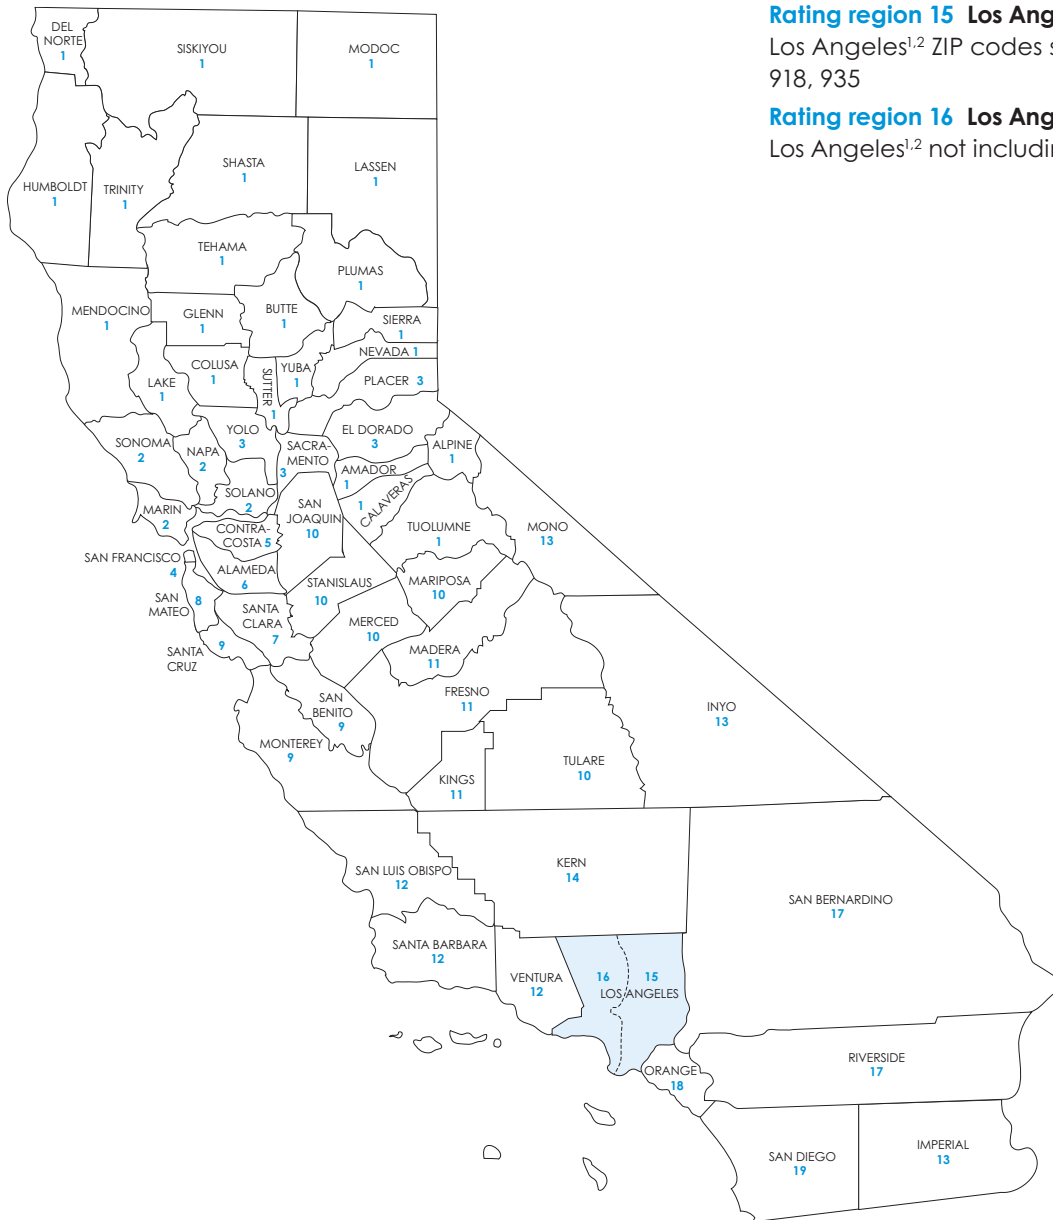 Rating region 15 Los Ang
Los Angeles1,2 ZIP codes s
918, 935
Rating region 16 Los Ang
Los Angeles1,2 not includin
DEL
NORTE
1
SISKIYOU
1
MODOC
1
HUMBOLDT
1
TRINITY
1
SHASTA
1
LASSEN
1
TEHAMA
1
PLUMAS
1
MENDOCINO
1
GLENN
1
BUTTE
1
SIERRA
1
NEVADA 1
COLUSA
1
SUTTER
1
YUBA
1
PLACER 3
LAKE
1
SONOMA
2
NAPA
2
YOLO
3
SACRA-
MENTO
3
EL DORADO
3
ALPINE
1
AMADOR
1
CALAVERAS
1
SOLANO
2
MARIN
2
SAN
JOAQUIN
10
TUOLUMNE
1
MONO
13
CONTRA-
COSTA 5
SAN FRANCISCO
4
ALAMEDA
6
STANISLAUS
10
MARIPOSA
10
SAN
MATEO
8
SANTA
CLARA
7
MERCED
10
MADERA
11
SANTA
CRUZ
9
FRESNO
11
INYO
13
SAN
BENITO
9
MONTEREY
9
KINGS
11
TULARE
10
SAN LUIS OBISPO
12
KERN
14
SAN BERNARDINO
17
SANTA BARBARA
12
VENTURA
12
16 15
LOS ANGELES
ORANGE
18
RIVERSIDE
17
SAN DIEGO
19
IMPERIAL
13